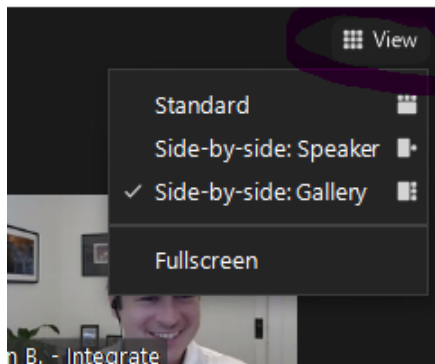 View
Standard
Side-by-side: Speaker
Side-by-side: Gallery
Fullscreen
B. - Integrate